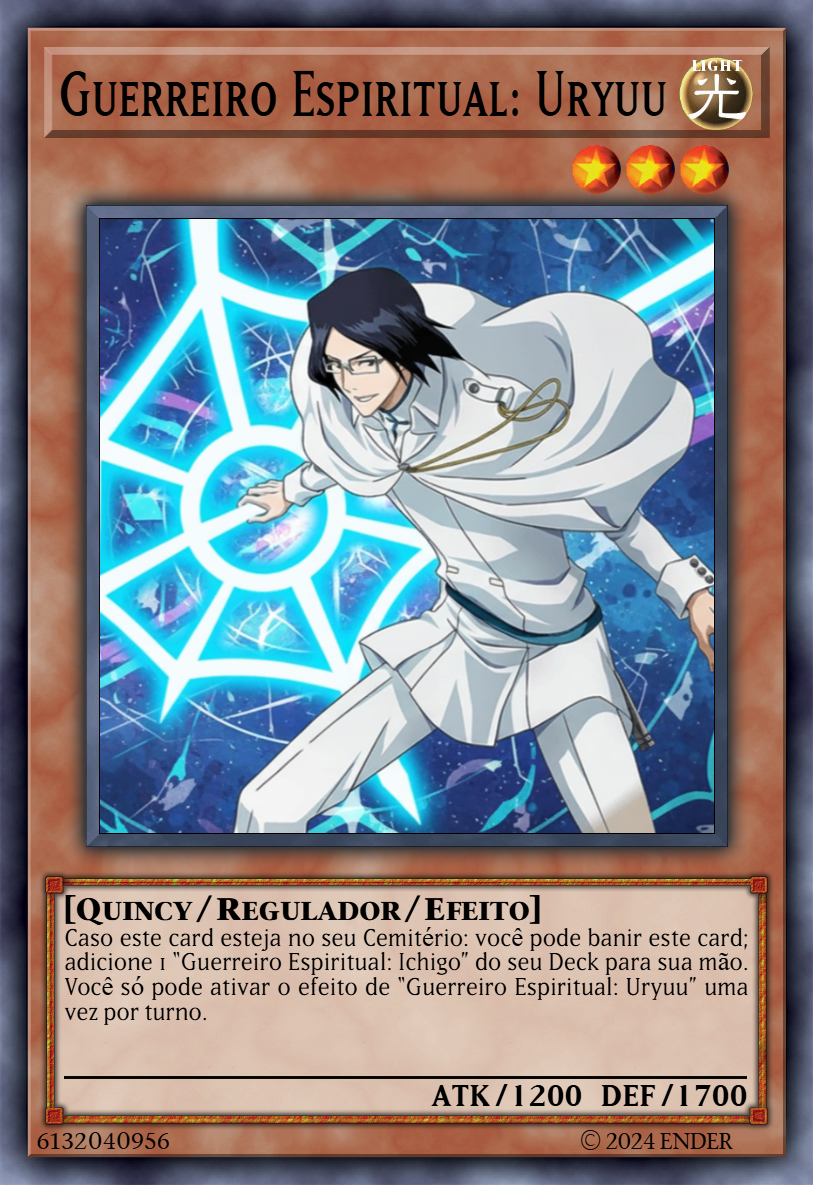 Guerreiro Espiritual: Uryuu
LIGHT
光
[Quincy/Regulador/Efeito]
Caso este card esteja no seu Cemitério: você pode banir este card;
adicione 1 "Guerreiro Espiritual: Ichigo" do seu Deck para sua mão.
Você só pode ativar o efeito de "Guerreiro Espiritual: Uryuu" uma
vez por turno.
ATK/1200 DEF/1700
6132040956
© 2024 ENDER